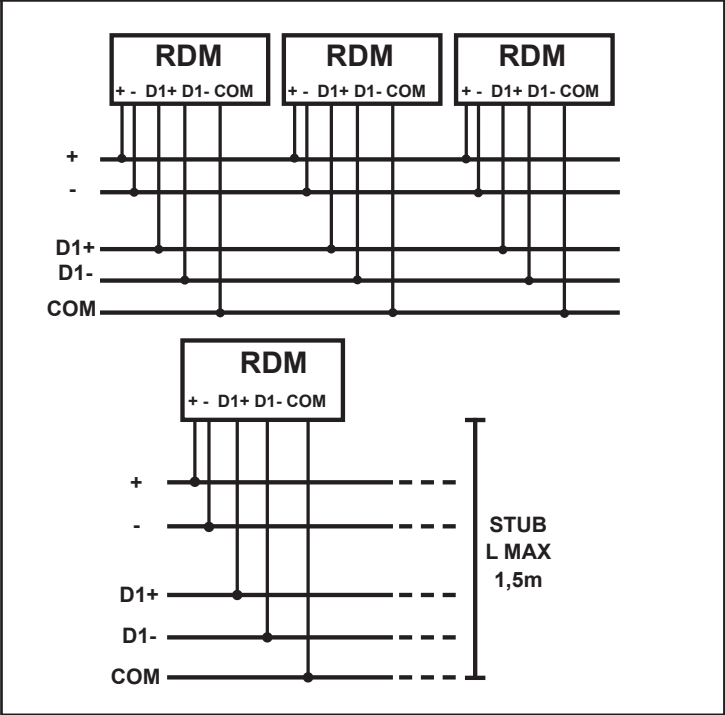 RDM RDM RDM
+ - D1+ D1- COM + - D1+ D1- COM + - D1+ D1- COM
+
-
D1+
D1-
COM
RDM
+ - D1+ D1- COM
+
-
STUB
L MAX
1,5m
D1+
D1-
COM